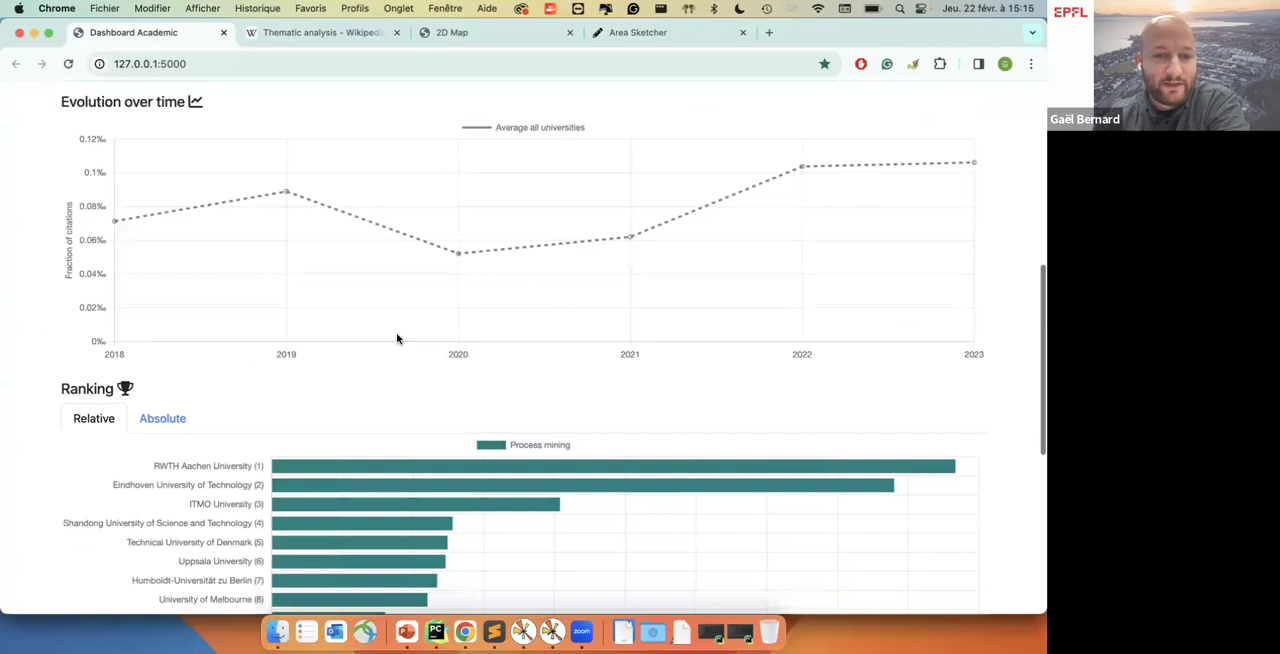 Chrome Fichier Modifier Afficher Historique Favoris Profils Onglet Fenêtre Aide Jeu. 22 févr à 15:15
Dashboard Academic
Thematic analysis - Wikiped
2D Map
Area Sketcher
127.0.0.1:5000
EPFL
Gaël Bernard
Evolution over time
Average all universities
0.12‰
0.1‰
0.08‰
0.06‰
0.04‰
0.02‰
0‰
Fraction of citations
2018 2019 2020 2021 2022 2023
Ranking
Relative Absolute
Process mining
RWTH Aachen University (1)
Eindhoven University of Technology (2)
ITMO University (3)
Shandong University of Science and Technology (4)
Technical University of Denmark (5)
Uppsala University (6)
Humboldt-Universität zu Berlin (7)
University of Melbourne (8)
PC
zoom